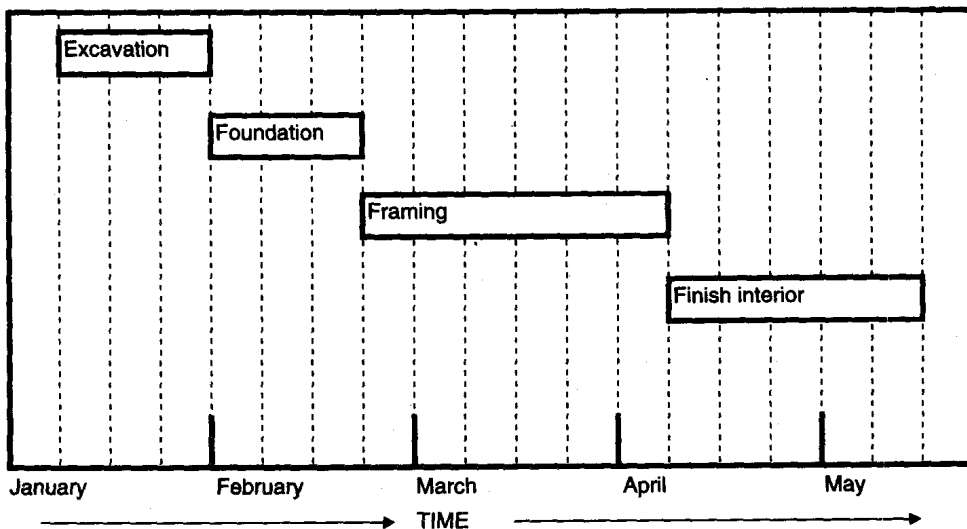 Excavation
Foundation
Framing
Finish interior
January February March April May
TIME